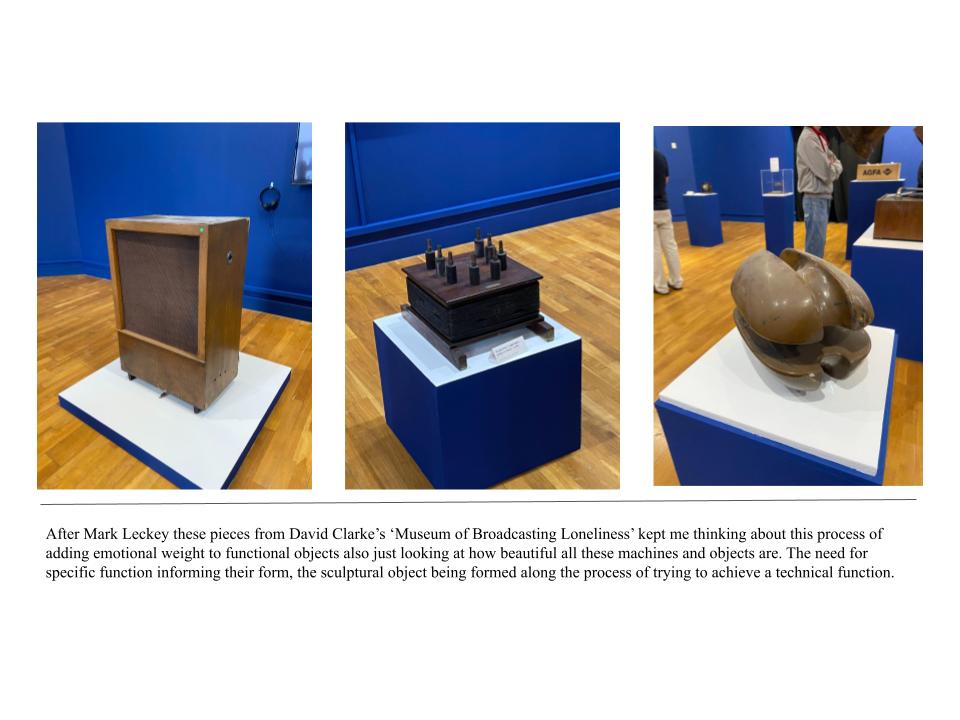 AGFA
After Mark Leckey these pieces from David Clarke’s ‘Museum of Broadcasting Loneliness’ kept me thinking about this process of
adding emotional weight to functional objects also just looking at how beautiful all these machines and objects are. The need for
specific function informing their form, the sculptural object being formed along the process of trying to achieve a technical function.